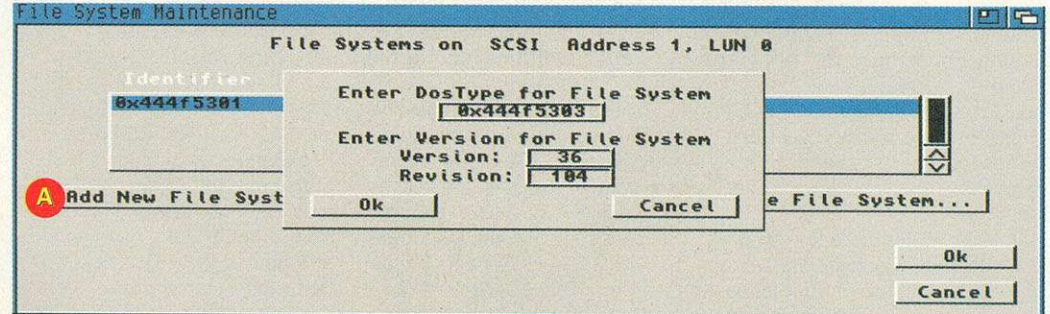 File System Maintenance
File Systems on SCSI Address 1, LUN 0
Identifier
0x444f5301
Enter DosType for File System
0x444f5303
Enter Version for File System
Version: 36
Revision: 104
Ok Cancel
A Add New File Syst
e File System...
Ok
Cancel